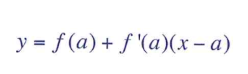 y = f(a) + f '(a)(x − a)